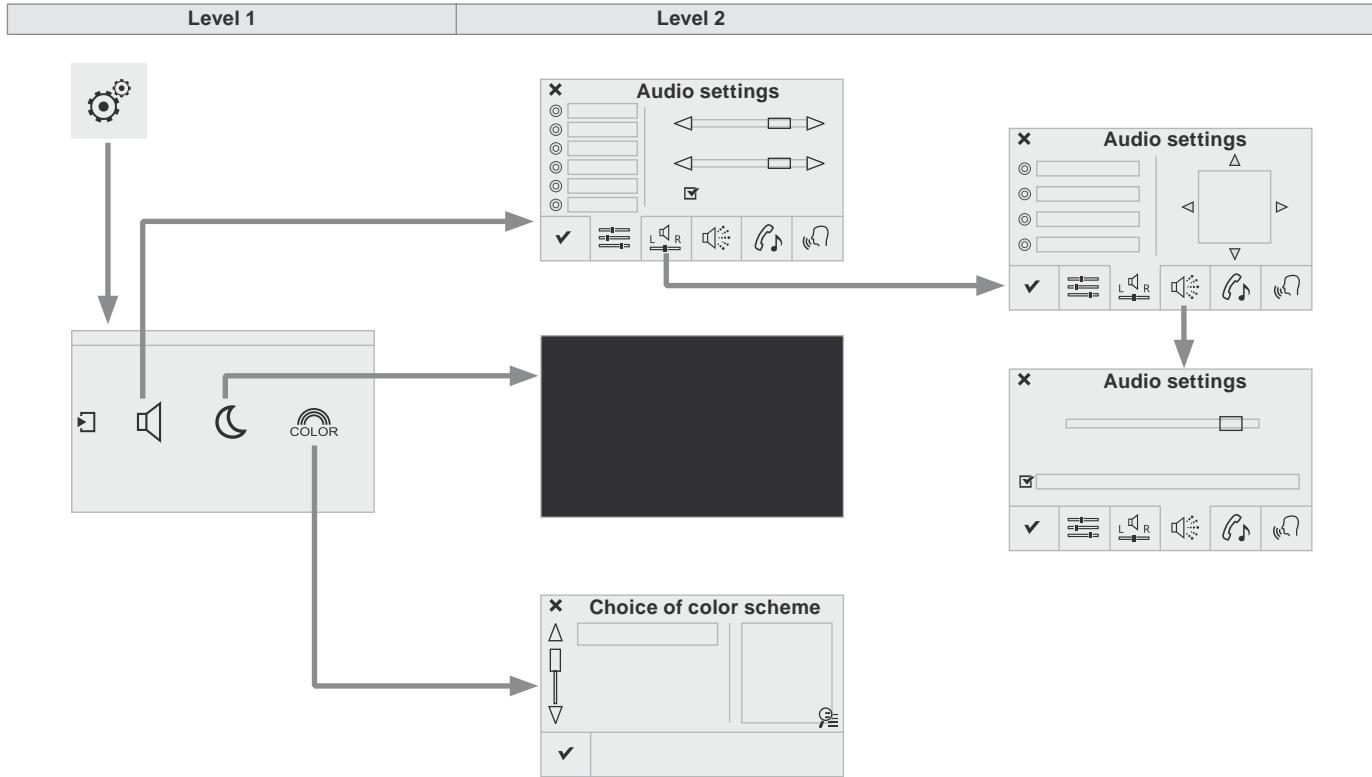 Level 1
Level 2
Audio settings
L R
Audio settings
L R
COLOR
Audio settings
L R
Choice of color scheme